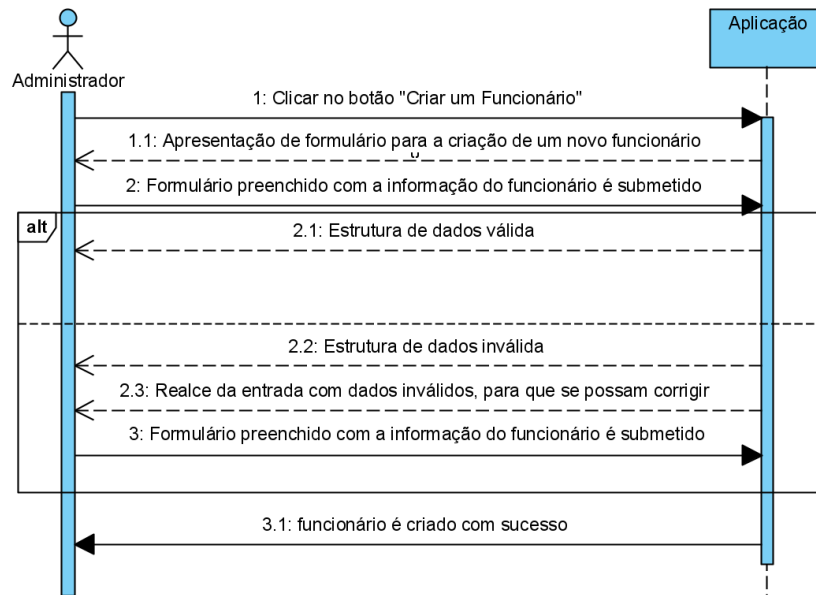 Aplicação
Administrador
1: Clicar no botão "Criar um Funcionário"
1.1: Apresentação de formulário para a criação de um novo funcionário
2: Formulário preenchido com a informação do funcionário é submetido
alt
2.1: Estrutura de dados válida
2.2: Estrutura de dados inválida
2.3: Realce da entrada com dados inválidos, para que se possam corrigir
3: Formulário preenchido com a informação do funcionário é submetido
3.1: funcionário é criado com sucesso